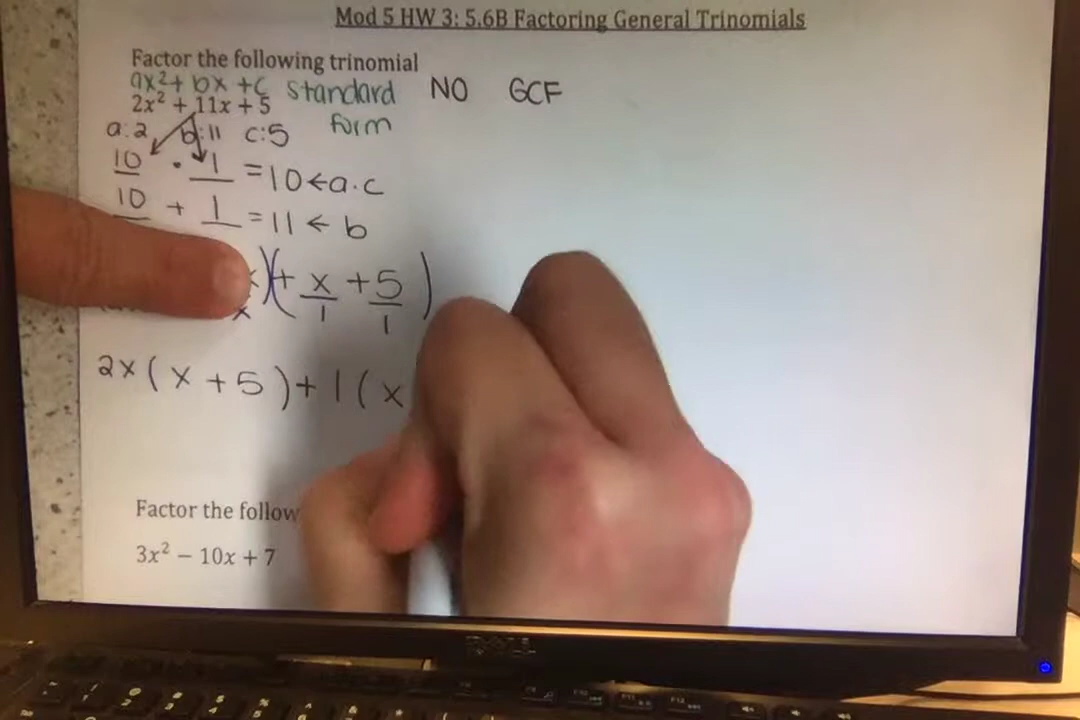 Mod 5 HW 3: 5.6B Factoring General Trinomials
Factor the following trinomial
ax² + bx + c standard form NO GCF
2x² + 11x + 5
a:2 b:11 c:5
10 · 1 = 10 ← a·c
10 + 1 = 11 ← b
)(+ x/1 + 5/1 )
2x(x + 5) + 1(x
Factor the follow
3x² − 10x + 7
DELL